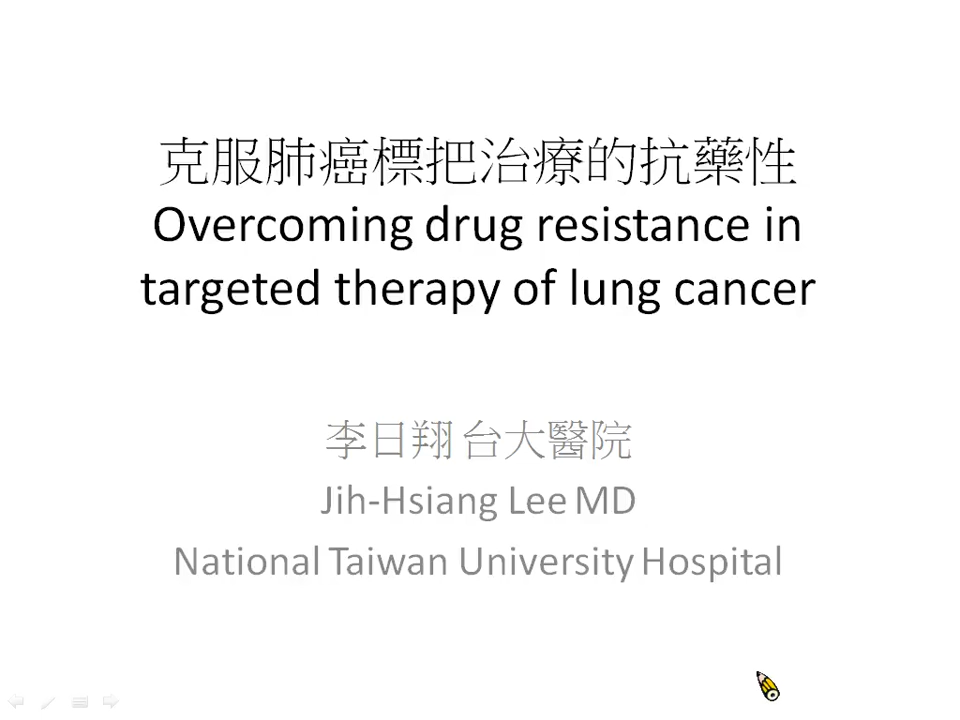 克服肺癌標把治療的抗藥性
Overcoming drug resistance in
targeted therapy of lung cancer
李日翔 台大醫院
Jih-Hsiang Lee MD
National Taiwan University Hospital